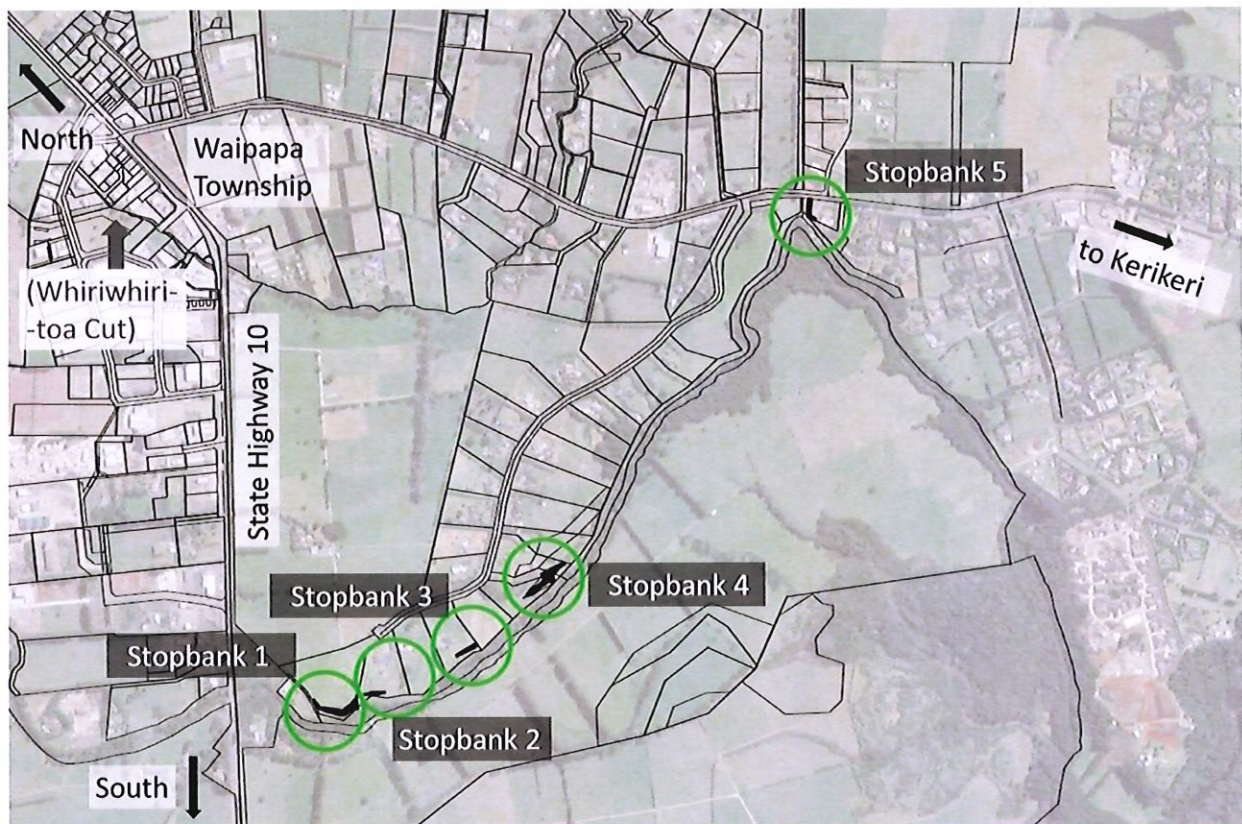 North
Waipapa
Township
Stopbank 5
to Kerikeri
(Whiriwhiri-
-toa Cut)
State Highway 10
Stopbank 3
Stopbank 4
Stopbank 1
Stopbank 2
South